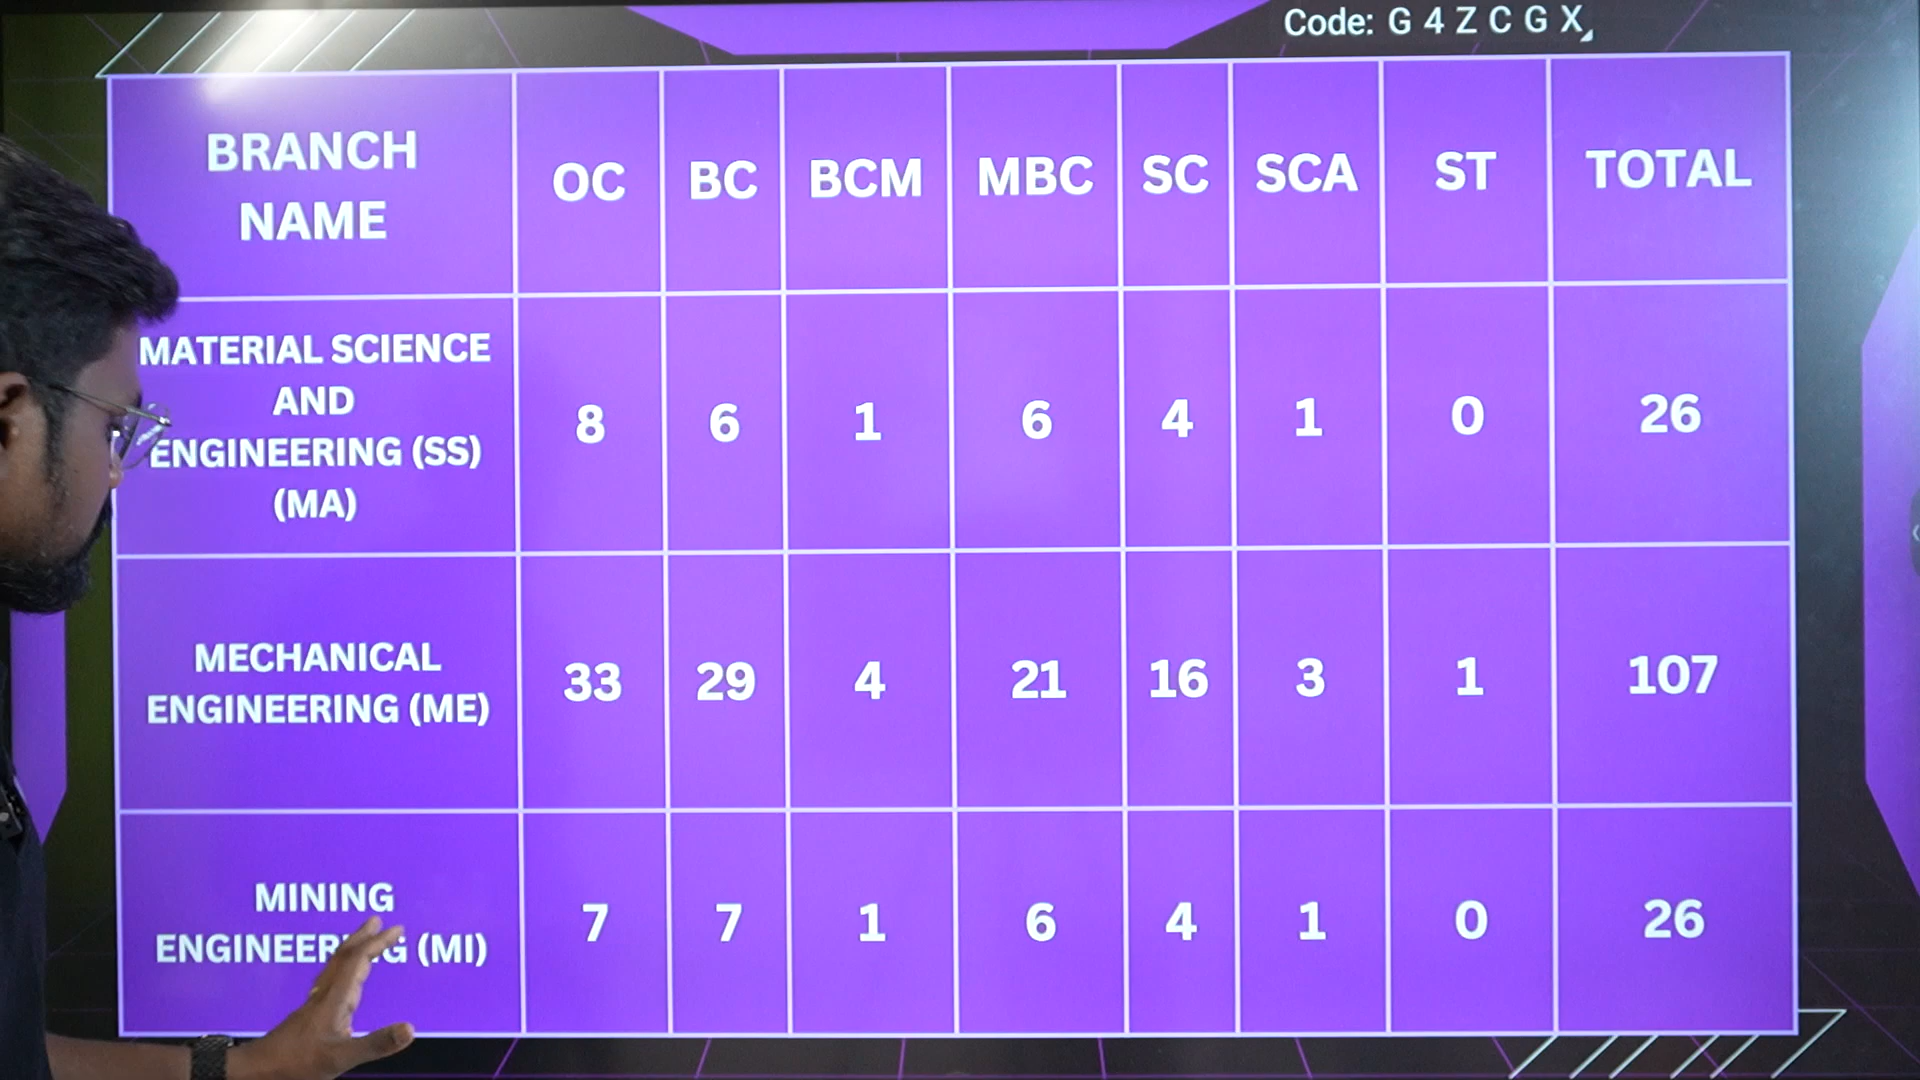 Code: G 4 Z C G X
BRANCH
NAME
OC
BC
BCM
MBC
SC
SCA
ST
TOTAL
MATERIAL SCIENCE
AND
ENGINEERING (SS)
(MA)
8
6
1
6
4
1
0
26
MECHANICAL
ENGINEERING (ME)
33
29
4
21
16
3
1
107
MINING
ENGINEERING (MI)
7
7
1
6
4
1
0
26